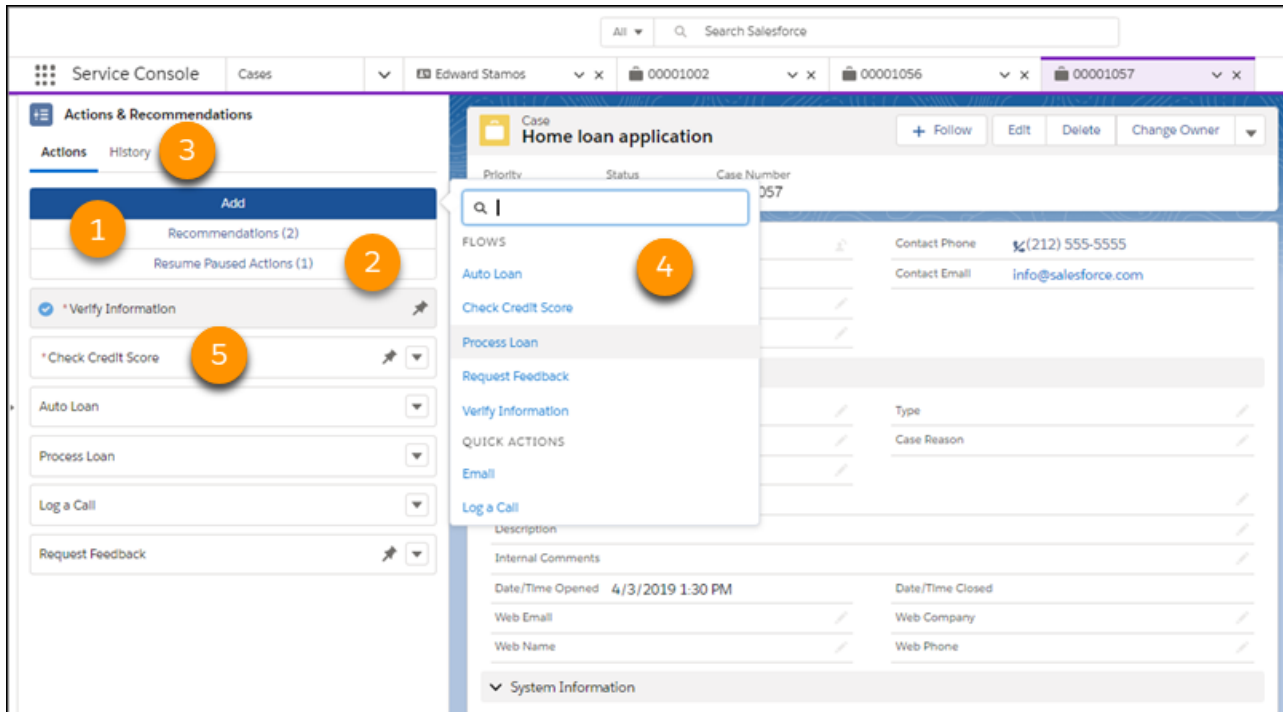 All Search Salesforce
Service Console Cases Edward Stamos 00001002 00001056 00001057
Actions & Recommendations
Actions History
3
Add
1
Recommendations (2)
Resume Paused Actions (1)
2
*Verify Information
*Check Credit Score
5
Auto Loan
Process Loan
Log a Call
Request Feedback
Case
Home loan application
+ Follow Edit Delete Change Owner
Priority Status Case Number
057
FLOWS
4
Auto Loan
Check Credit Score
Process Loan
Request Feedback
Verify Information
QUICK ACTIONS
Email
Log a Call
Contact Phone (212) 555-5555
Contact Email info@salesforce.com
Type
Case Reason
Description
Internal Comments
Date/Time Opened 4/3/2019 1:30 PM Date/Time Closed
Web Email Web Company
Web Name Web Phone
System Information